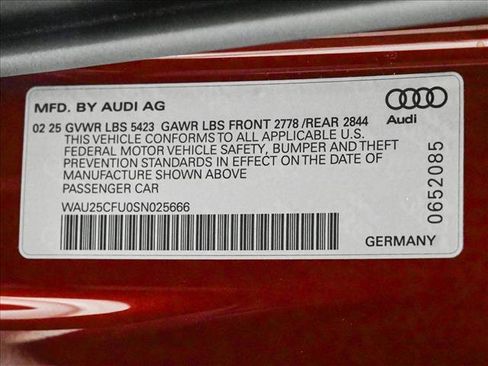 MFD. BY AUDI AG
02 25 GVWR LBS 5423 GAWR LBS FRONT 2778 /REAR 2844
THIS VEHICLE CONFORMS TO ALL APPLICABLE U.S.
FEDERAL MOTOR VEHICLE SAFETY, BUMPER AND THEFT
PREVENTION STANDARDS IN EFFECT ON THE DATE OF
MANUFACTURE SHOWN ABOVE
PASSENGER CAR
WAU25CFU0SN025666
GERMANY
Audi
0652085